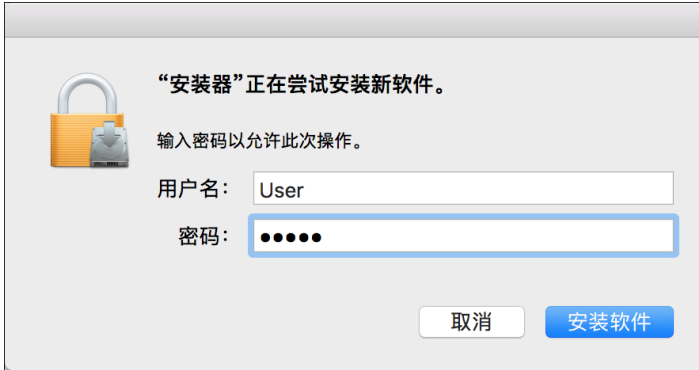 “安装器”正在尝试安装新软件。
输入密码以允许此次操作。
用户名： User
密码： •••••
取消 安装软件